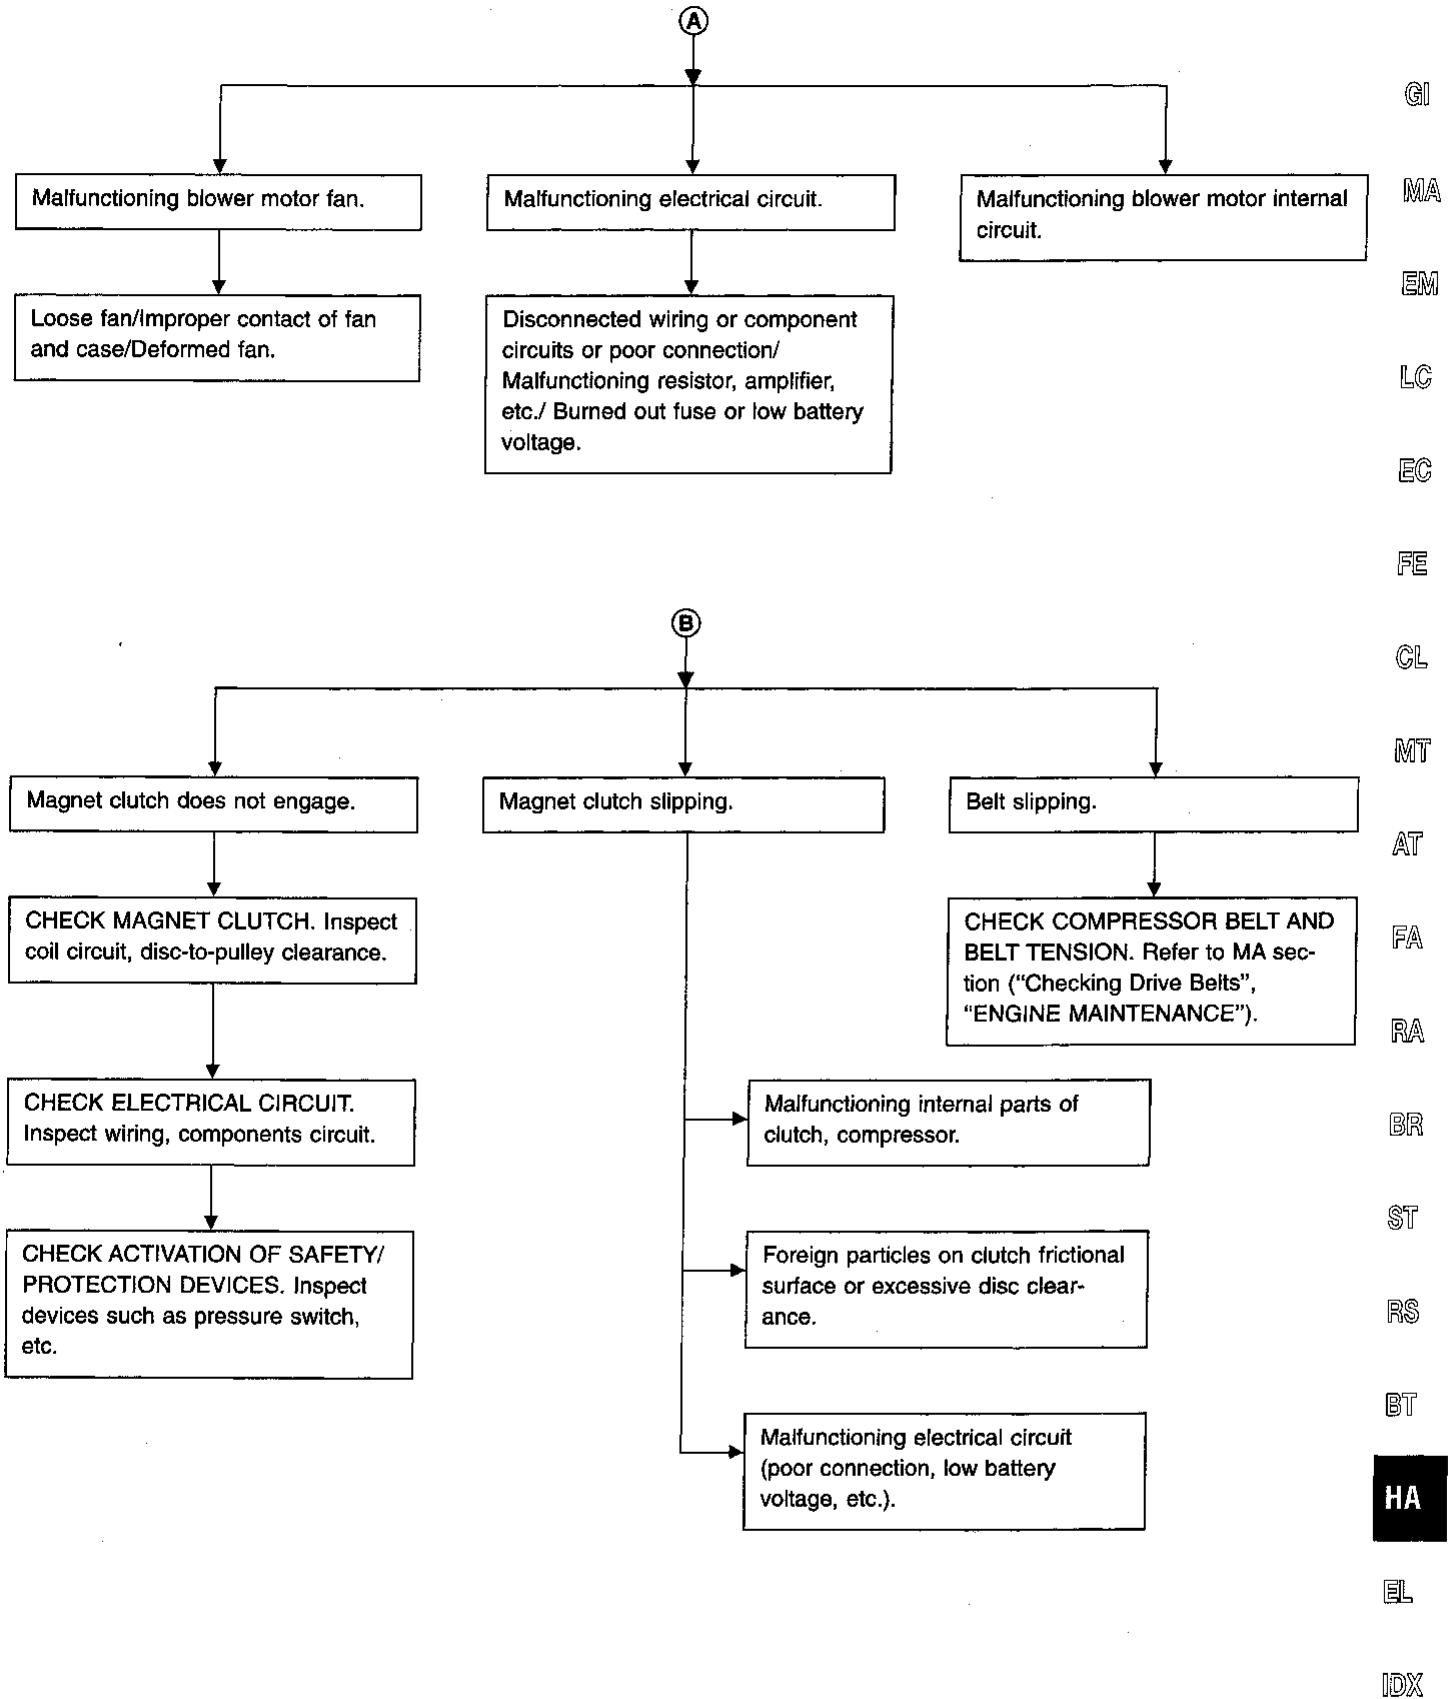 A
Malfunctioning blower motor fan.
Malfunctioning electrical circuit.
Malfunctioning blower motor internal
circuit.
Loose fan/Improper contact of fan
and case/Deformed fan.
Disconnected wiring or component
circuits or poor connection/
Malfunctioning resistor, amplifier,
etc./ Burned out fuse or low battery
voltage.
B
Magnet clutch does not engage.
Magnet clutch slipping.
Belt slipping.
CHECK MAGNET CLUTCH. Inspect
coil circuit, disc-to-pulley clearance.
CHECK COMPRESSOR BELT AND
BELT TENSION. Refer to MA sec-
tion (“Checking Drive Belts”,
“ENGINE MAINTENANCE”).
CHECK ELECTRICAL CIRCUIT.
Inspect wiring, components circuit.
Malfunctioning internal parts of
clutch, compressor.
CHECK ACTIVATION OF SAFETY/
PROTECTION DEVICES. Inspect
devices such as pressure switch,
etc.
Foreign particles on clutch frictional
surface or excessive disc clear-
ance.
Malfunctioning electrical circuit
(poor connection, low battery
voltage, etc.).
GI
MA
EM
LC
EC
FE
CL
MT
AT
FA
RA
BR
ST
RS
BT
HA
EL
IDX